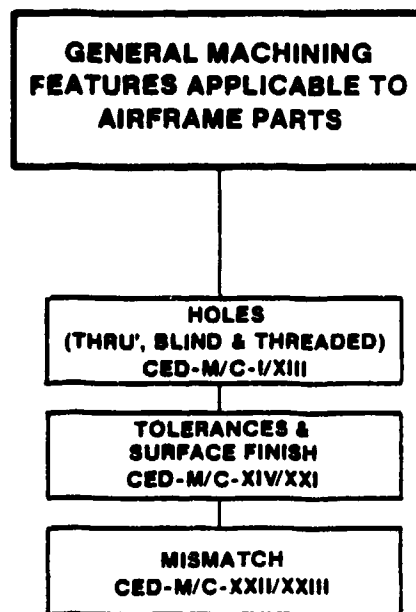 GENERAL MACHINING
FEATURES APPLICABLE TO
AIRFRAME PARTS
HOLES
(THRU', BLIND & THREADED)
CED-M/C-I/XIII
TOLERANCES &
SURFACE FINISH
CED-M/C-XIV/XXI
MISMATCH
CED-M/C-XXII/XXIII